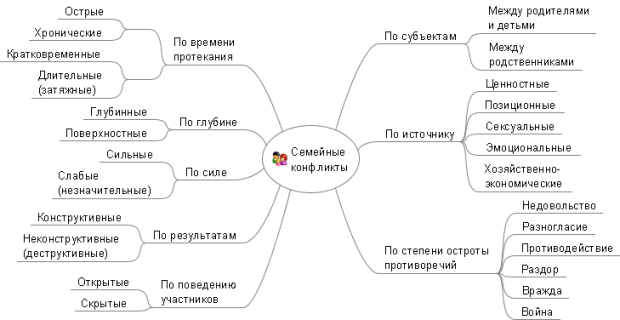 Семейные
конфликты
По времени
протекания
Острые
Хронические
Кратковременные
Длительные
(затяжные)
По глубине
Глубинные
Поверхностные
По силе
Сильные
Слабые
(незначительные)
По результатам
Конструктивные
Неконструктивные
(деструктивные)
По поведению
участников
Открытые
Скрытые
По субъектам
Между родителями
и детьми
Между
родственниками
По источнику
Ценностные
Позиционные
Сексуальные
Эмоциональные
Хозяйственно-
экономические
По степени остроты
противоречий
Недовольство
Разногласие
Противодействие
Раздор
Вражда
Война